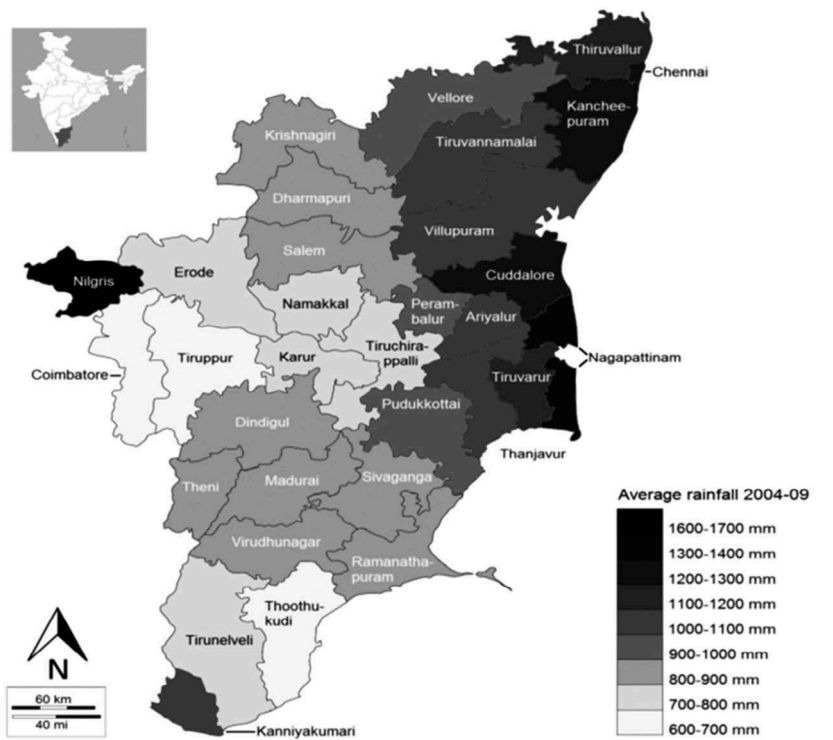 Thiruvallur
Chennai
Vellore
Kanchee-
puram
Krishnagiri
Tiruvannamalai
Dharmapuri
Villupuram
Salem
Nilgris
Erode
Cuddalore
Namakkal
Peram-
balur
Ariyalur
Tiruchira-
ppalli
Tiruppur
Karur
Nagapattinam
Coimbatore
Tiruvarur
Pudukkottai
Dindigul
Thanjavur
Theni
Madurai
Sivaganga
Virudhunagar
Ramanatha-
puram
Thoothu-
kudi
Tirunelveli
Kanniyakumari
N
60 km
40 mi
Average rainfall 2004-09
1600-1700 mm
1300-1400 mm
1200-1300 mm
1100-1200 mm
1000-1100 mm
900-1000 mm
800-900 mm
700-800 mm
600-700 mm